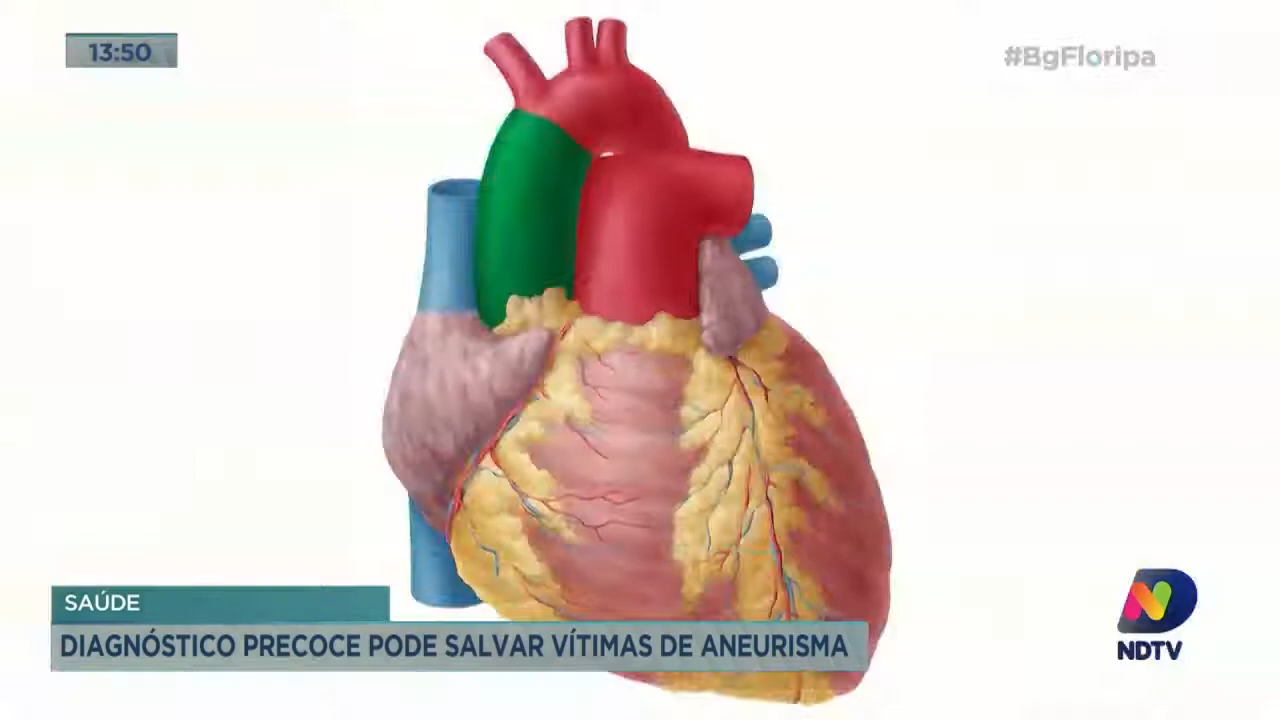 13:50
#BgFloripa
SAÚDE
DIAGNÓSTICO PRECOCE PODE SALVAR VÍTIMAS DE ANEURISMA
NDTV